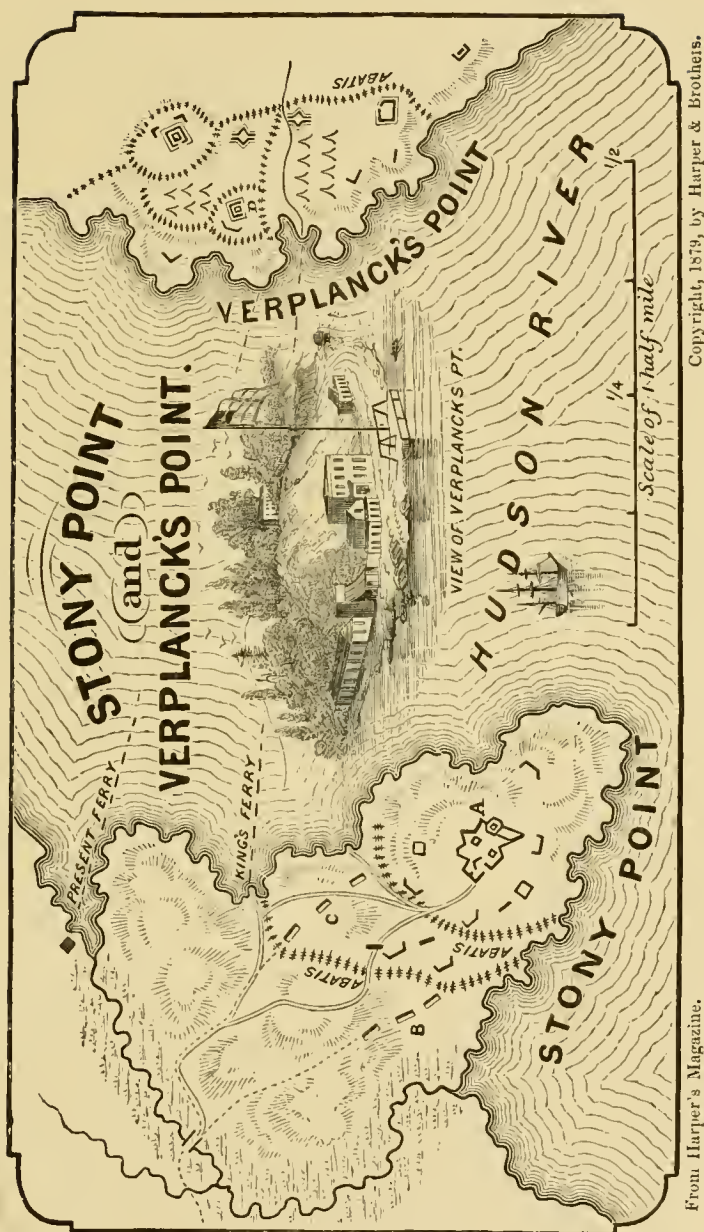 STONY POINT
(and)
VERPLANCK'S POINT.
PRESENT FERRY
KING'S FERRY
VIEW OF VERPLANCKS PT.
VERPLANCK'S POINT
ABATIS
D
HUDSON RIVER
1/4
1/2
Scale of 1 half mile
A
C
ABATIS
ABATIS
B
STONY POINT
From Harper's Magazine.
Copyright, 1879, by Harper & Brothers.